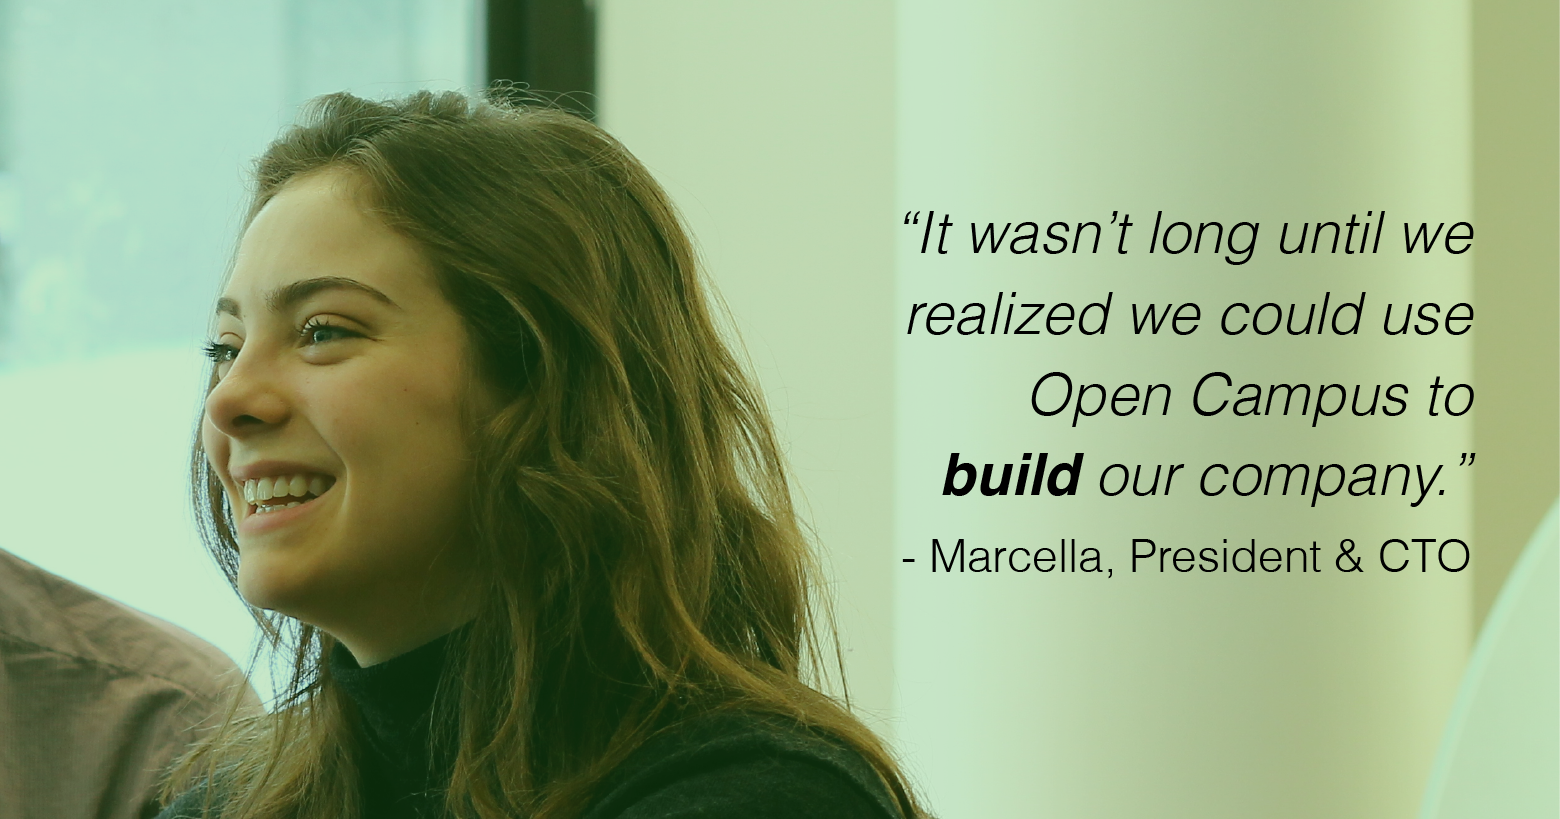 “It wasn’t long until we
realized we could use
Open Campus to
build our company.”
- Marcella, President & CTO